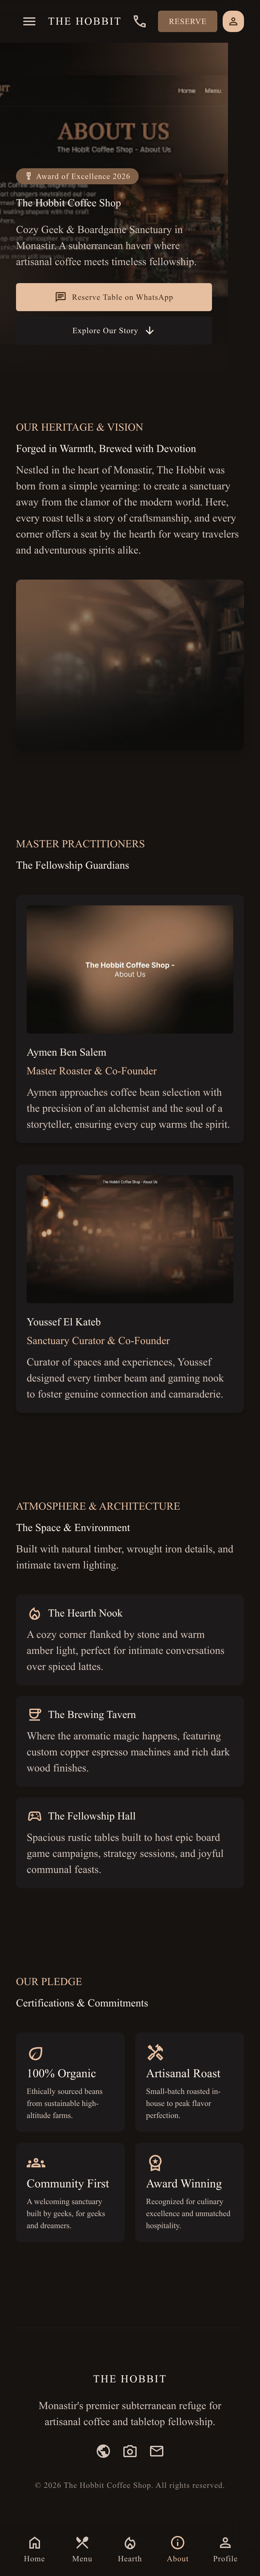 THE HOBBIT
RESERVE
Home Menu
ABOUT US
The Hobbit Coffee Shop - About Us
Award of Excellence 2026
The Hobbit Coffee Shop
Cozy Geek & Boardgame Sanctuary in
Monastir. A subterranean haven where
artisanal coffee meets timeless fellowship.
Reserve Table on WhatsApp
Explore Our Story
OUR HERITAGE & VISION
Forged in Warmth, Brewed with Devotion
Nestled in the heart of Monastir, The Hobbit was
born from a simple yearning: to create a sanctuary
away from the clamor of the modern world. Here,
every roast tells a story of craftsmanship, and every
corner offers a seat by the hearth for weary travelers
and adventurous spirits alike.
MASTER PRACTITIONERS
The Fellowship Guardians
The Hobbit Coffee Shop -
About Us
Aymen Ben Salem
Master Roaster & Co-Founder
Aymen approaches coffee bean selection with
the precision of an alchemist and the soul of a
storyteller, ensuring every cup warms the spirit.
The Hobbit Coffee Shop - About Us
Youssef El Kateb
Sanctuary Curator & Co-Founder
Curator of spaces and experiences, Youssef
designed every timber beam and gaming nook
to foster genuine connection and camaraderie.
ATMOSPHERE & ARCHITECTURE
The Space & Environment
Built with natural timber, wrought iron details, and
intimate tavern lighting.
The Hearth Nook
A cozy corner flanked by stone and warm
amber light, perfect for intimate conversations
over spiced lattes.
The Brewing Tavern
Where the aromatic magic happens, featuring
custom copper espresso machines and rich dark
wood finishes.
The Fellowship Hall
Spacious rustic tables built to host epic board
game campaigns, strategy sessions, and joyful
communal feasts.
OUR PLEDGE
Certifications & Commitments
100% Organic
Ethically sourced beans
from sustainable high-
altitude farms.
Artisanal Roast
Small-batch roasted in-
house to peak flavor
perfection.
Community First
A welcoming sanctuary
built by geeks, for geeks
and dreamers.
Award Winning
Recognized for culinary
excellence and unmatched
hospitality.
THE HOBBIT
Monastir's premier subterranean refuge for
artisanal coffee and tabletop fellowship.
© 2026 The Hobbit Coffee Shop. All rights reserved.
Home Menu Hearth About Profile